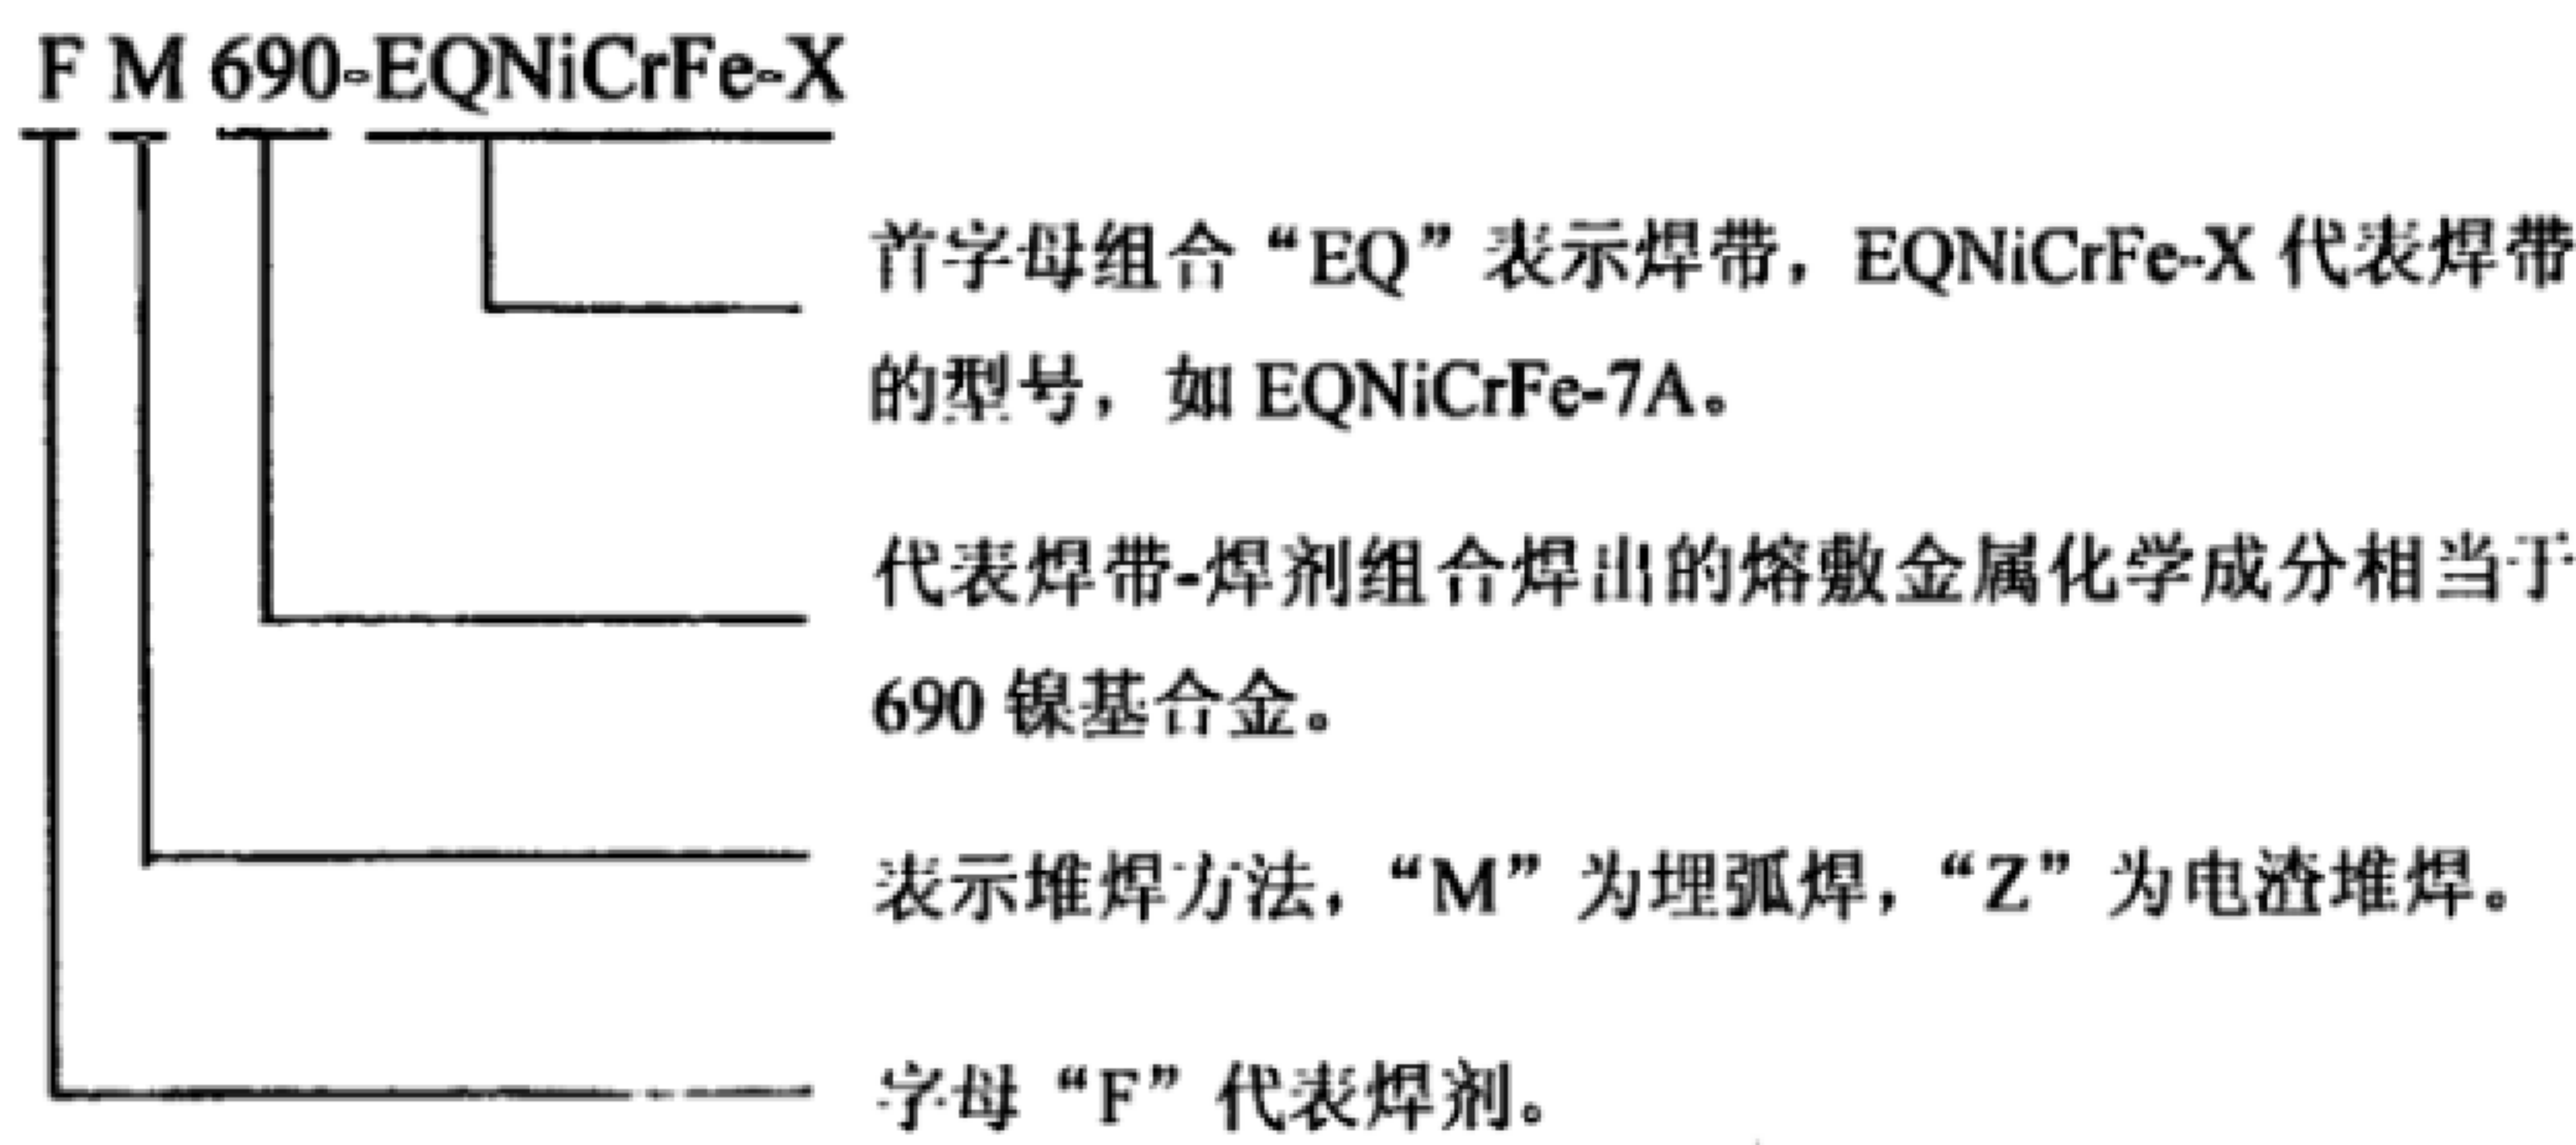 F M 690-EQNiCrFe-X
首字母组合“EQ”表示焊带，EQNiCrFe-X 代表焊带
的型号，如 EQNiCrFe-7A。
代表焊带-焊剂组合焊出的熔敷金属化学成分相当于
690 镍基合金。
表示堆焊方法，“M”为埋弧焊，“Z”为电渣堆焊。
字母“F”代表焊剂。